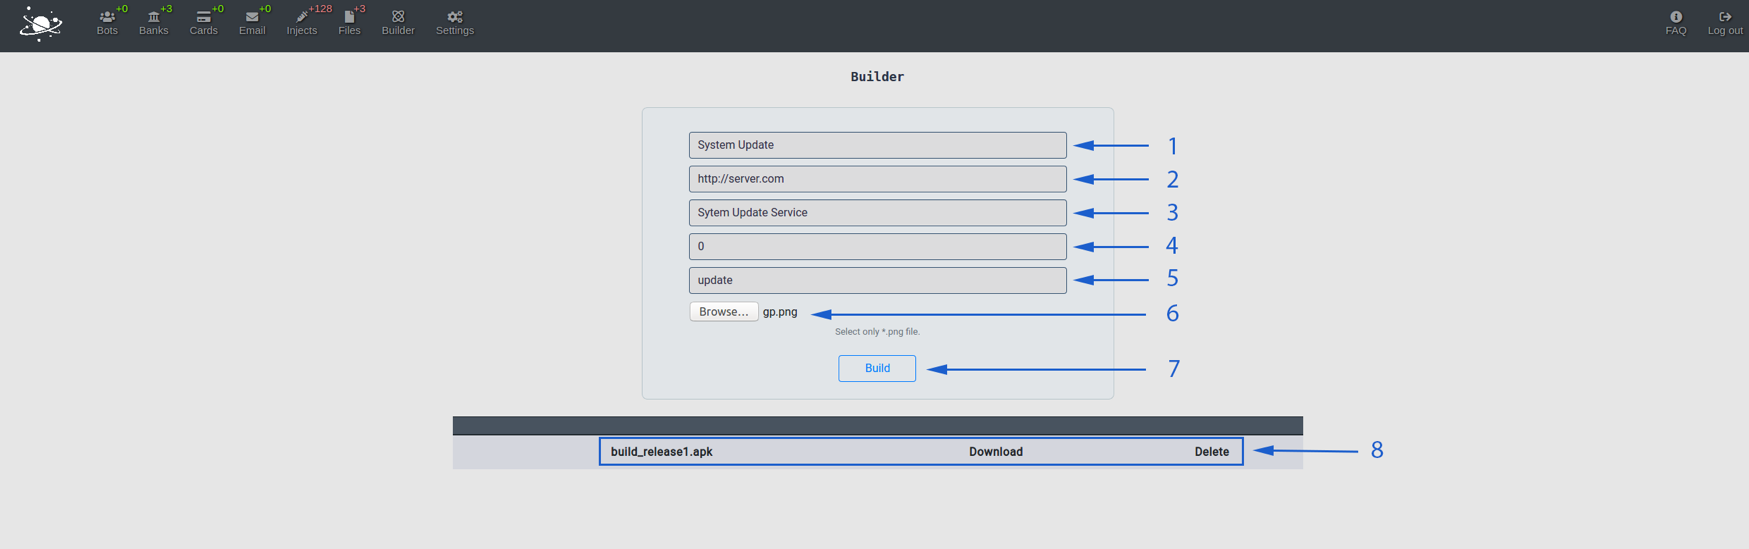 +0 +3 +0 +0 +128 +3
Bots Banks Cards Email Injects Files Builder Settings FAQ Log out
Builder
System Update 1
http://server.com 2
Sytem Update Service 3
0 4
update 5
Browse... gp.png 6
Select only *.png file.
Build 7
build_release1.apk Download Delete 8